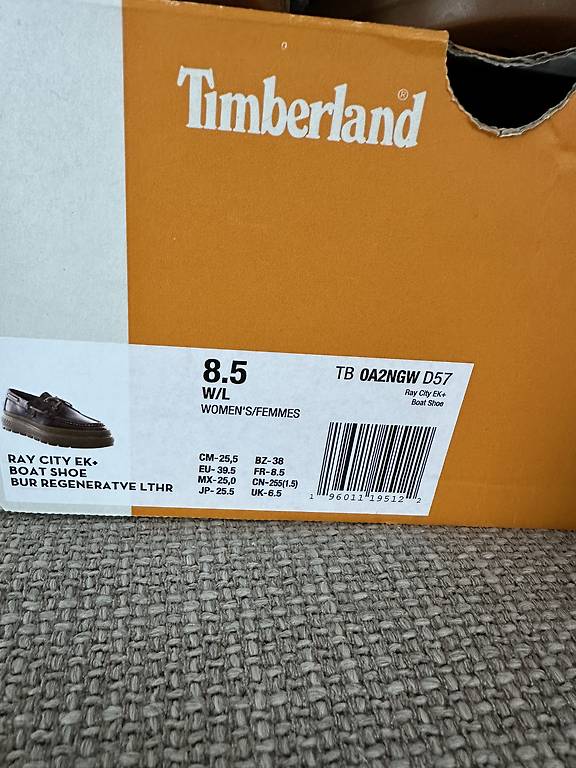 Timberland®
8.5
W/L
WOMEN'S/FEMMES
TB 0A2NGW D57
Ray City EK+
Boat Shoe
RAY CITY EK+
BOAT SHOE
BUR REGENERATVE LTHR
CM-25,5 BZ-38
EU-39.5 FR-8.5
MX-25,0 CN-255(1.5)
JP-25.5 UK-6.5
1 96011 19512 2